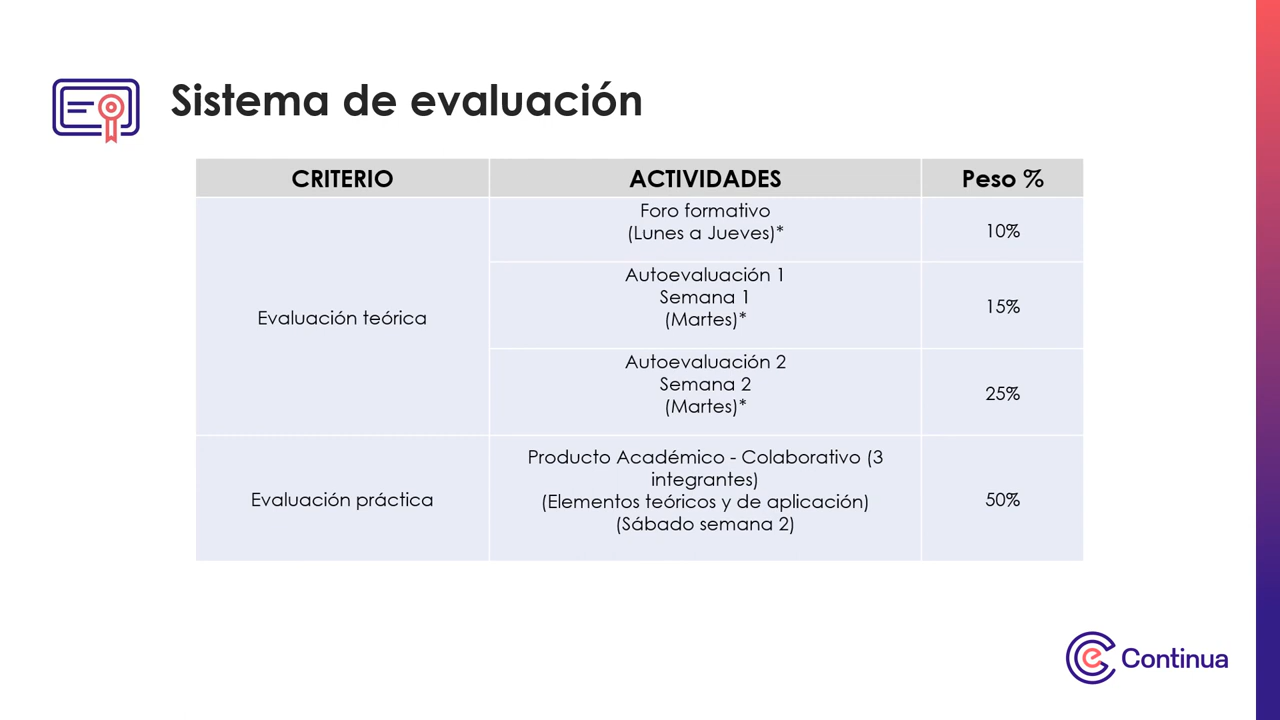 Sistema de evaluación
CRITERIO ACTIVIDADES Peso %
Evaluación teórica
Foro formativo
(Lunes a Jueves)*
10%
Autoevaluación 1
Semana 1
(Martes)*
15%
Autoevaluación 2
Semana 2
(Martes)*
25%
Evaluación práctica
Producto Académico - Colaborativo (3
integrantes)
(Elementos teóricos y de aplicación)
(Sábado semana 2)
50%
Continua